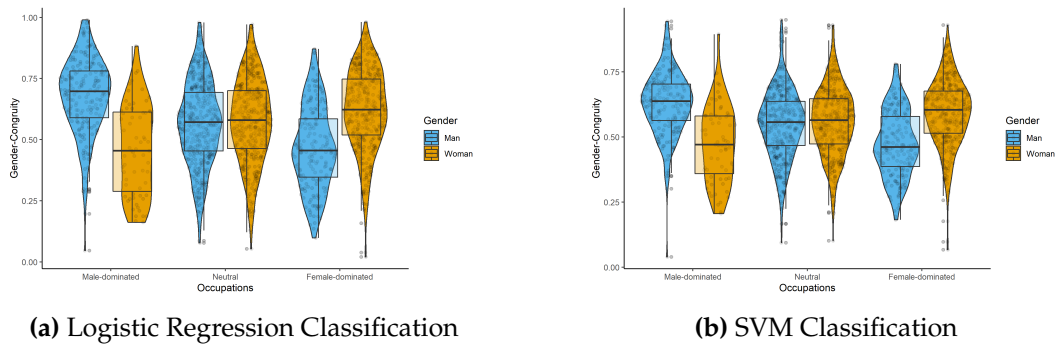 1.00
0.75
0.50
0.25
0.00
Gender-Congruity
Male-dominated Neutral Female-dominated
Occupations
Gender
Man
Woman
(a) Logistic Regression Classification
0.75
0.50
0.25
0.00
Gender-Congruity
Male-dominated Neutral Female-dominated
Occupations
Gender
Man
Woman
(b) SVM Classification